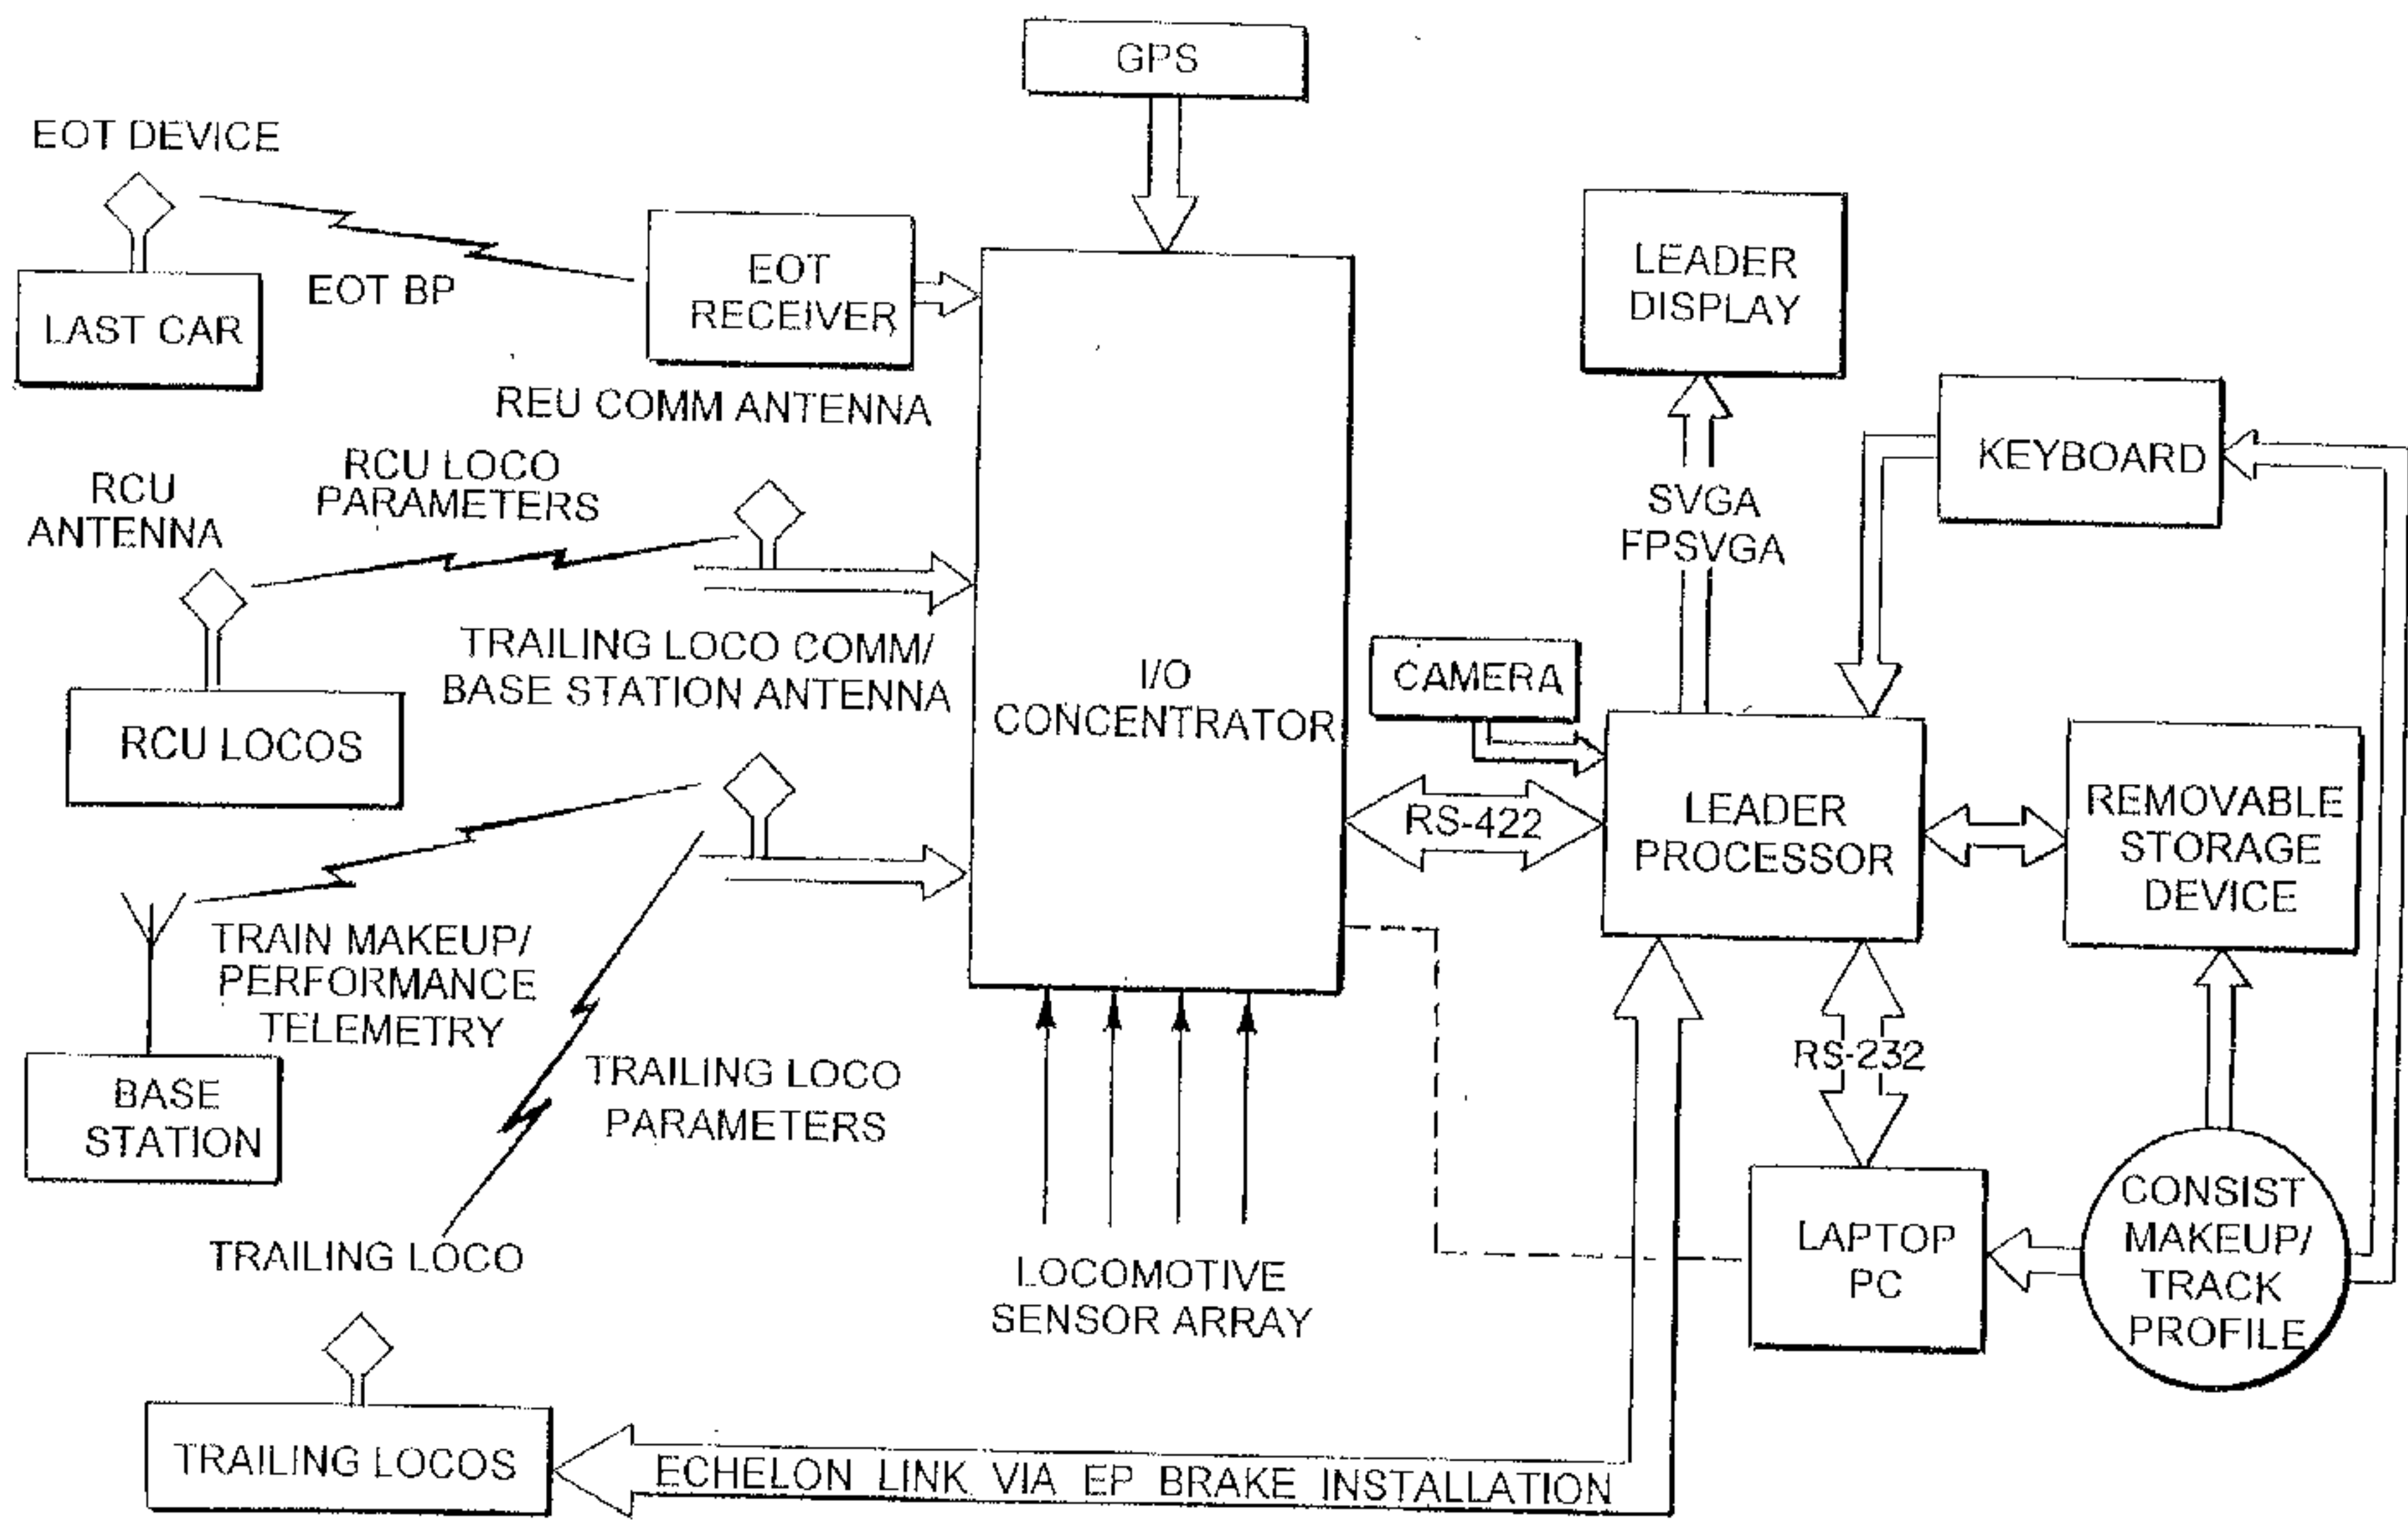 GPS
EOT DEVICE
LAST CAR
EOT BP
EOT
RECEIVER
REU COMM ANTENNA
RCU
ANTENNA
RCU LOCO
PARAMETERS
RCU LOCOS
TRAILING LOCO COMM/
BASE STATION ANTENNA
I/O
CONCENTRATOR
TRAIN MAKEUP/
PERFORMANCE
TELEMETRY
BASE
STATION
TRAILING LOCO
PARAMETERS
TRAILING LOCO
TRAILING LOCOS
LOCOMOTIVE
SENSOR ARRAY
ECHELON LINK VIA EP BRAKE INSTALLATION
LEADER
DISPLAY
SVGA
FPSVGA
KEYBOARD
CAMERA
RS-422
LEADER
PROCESSOR
REMOVABLE
STORAGE
DEVICE
RS-232
LAPTOP
PC
CONSIST
MAKEUP/
TRACK
PROFILE